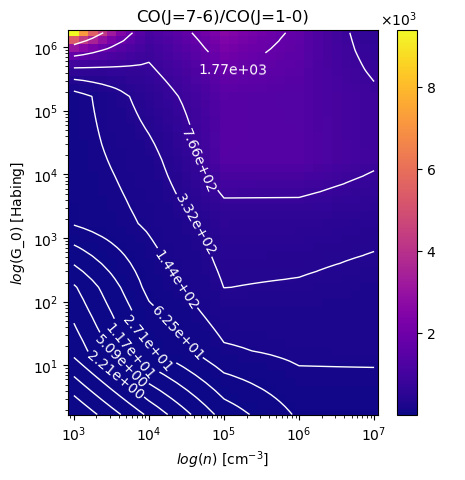 CO(J=7-6)/CO(J=1-0)
×10³
10⁶
10⁵
10⁴
10³
10²
10¹
log(G_0) [Habing]
1.77e+03
7.66e+02
3.32e+02
1.44e+02
6.25e+01
2.71e+01
1.17e+01
5.09e+00
2.21e+00
8
6
4
2
10³ 10⁴ 10⁵ 10⁶ 10⁷
log(n) [cm⁻³]